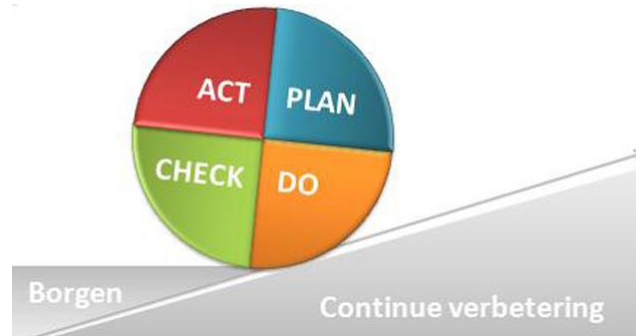 ACT
PLAN
CHECK
DO
Borgen
Continue verbetering